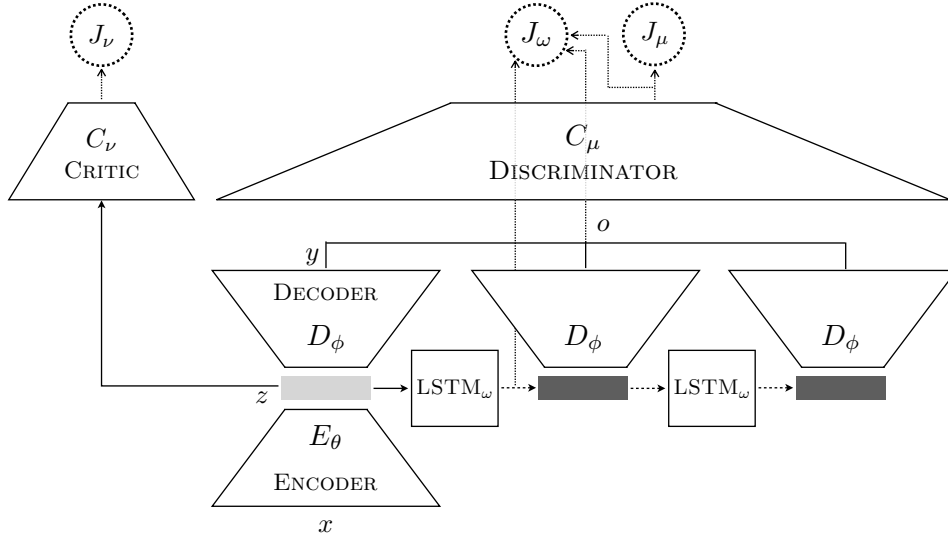 J_ν J_ω J_μ
C_ν
CRITIC
C_μ
DISCRIMINATOR
o
y
DECODER
D_ϕ D_ϕ D_ϕ
z LSTM_ω LSTM_ω
E_θ
ENCODER
x